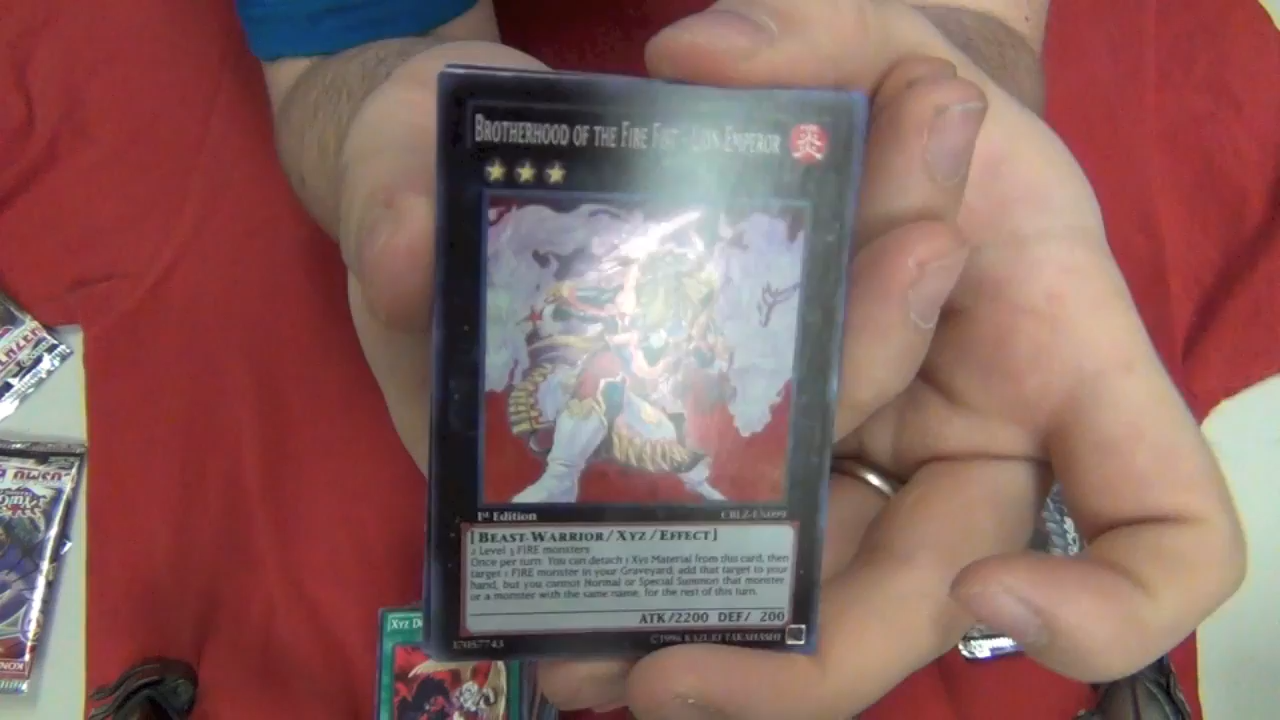 BROTHERHOOD OF THE FIRE FIST - LION EMPEROR 炎
1st Edition CBLZ-EN099
[BEAST-WARRIOR/XYZ/EFFECT]
2 Level 3 FIRE monsters
Once per turn: You can detach 1 Xyz Material from this card, then
target 1 FIRE monster in your Graveyard; add that target to your
hand, but you cannot Normal or Special Summon that monster,
or a monster with the same name, for the rest of this turn.
ATK/2200 DEF/ 200
©1996 KAZUKI TAKAHASHI
XYZ
COSMO
KON